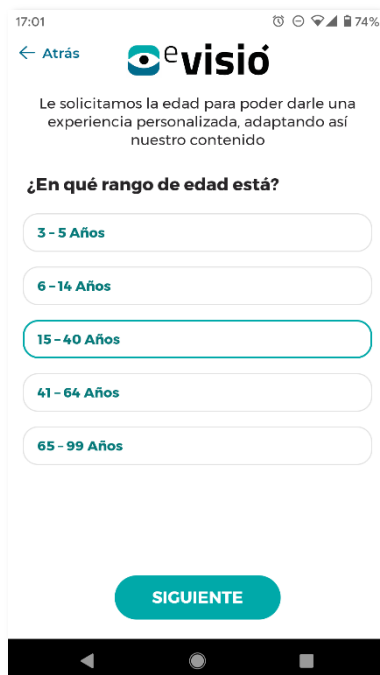 17:01 74%
Atrás
evisió
Le solicitamos la edad para poder darle una
experiencia personalizada, adaptando así
nuestro contenido
¿En qué rango de edad está?
3 – 5 Años
6 – 14 Años
15 – 40 Años
41 – 64 Años
65 – 99 Años
SIGUIENTE